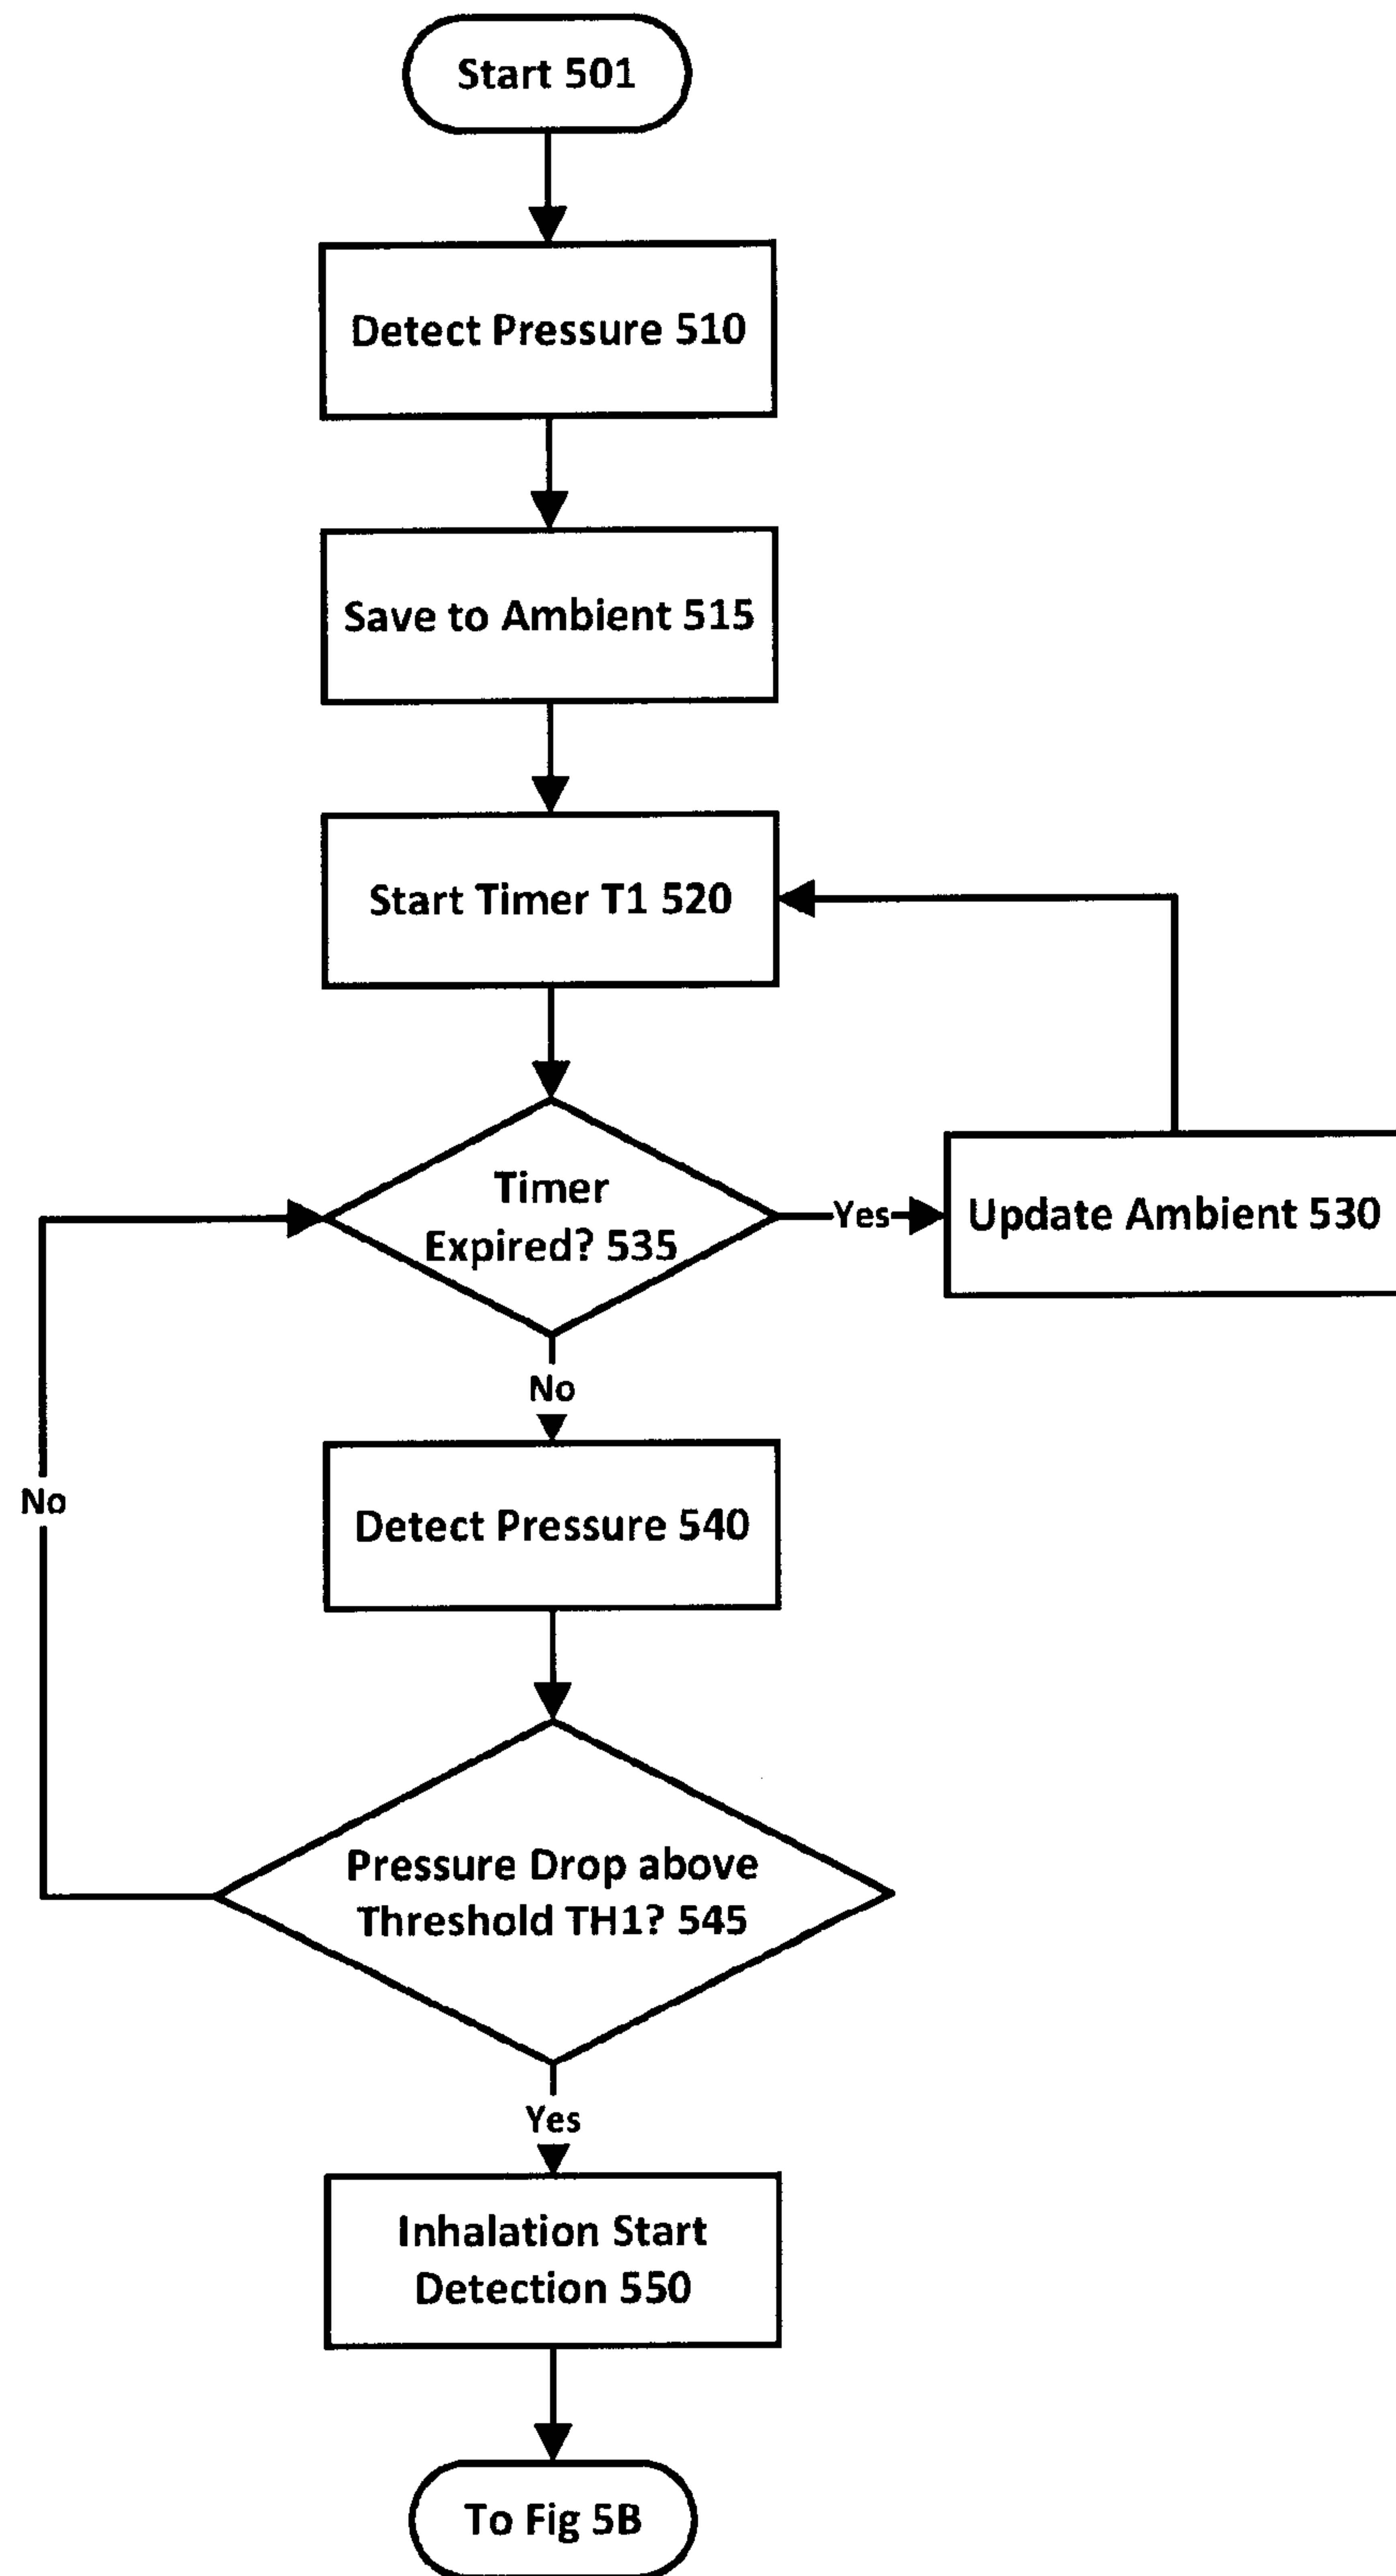 Start 501
Detect Pressure 510
Save to Ambient 515
Start Timer T1 520
Timer
Expired? 535
Yes
Update Ambient 530
No
Detect Pressure 540
No
Pressure Drop above
Threshold TH1? 545
Yes
Inhalation Start
Detection 550
To Fig 5B